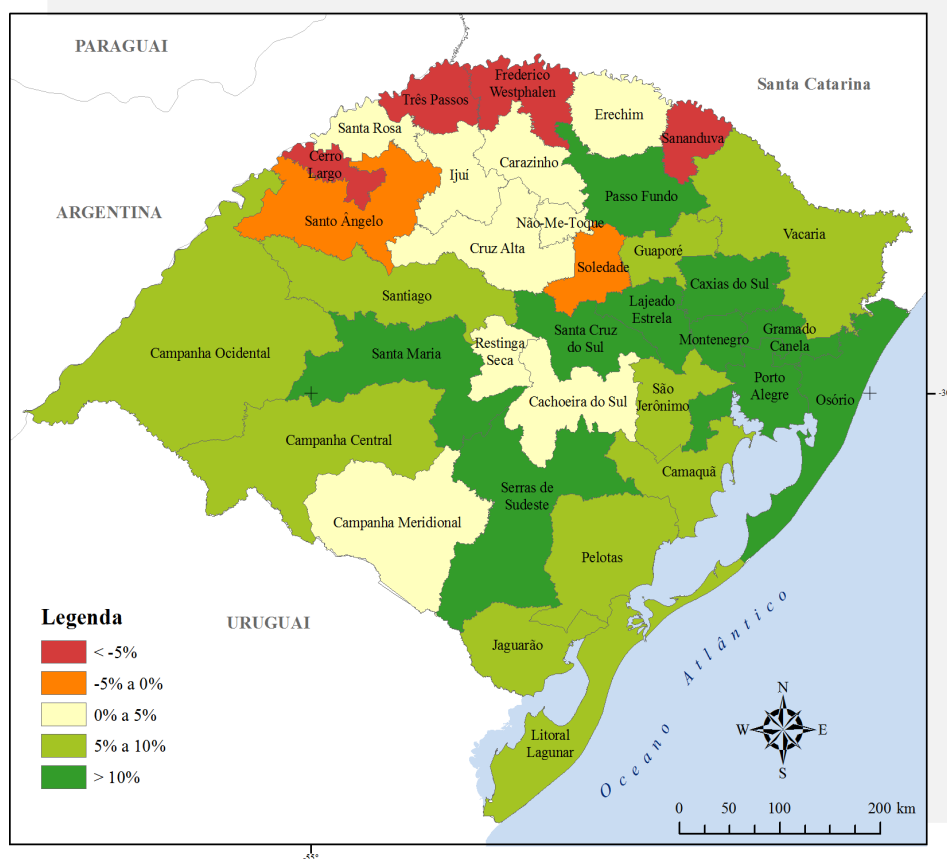 PARAGUAI
Santa Catarina
ARGENTINA
URUGUAI
Três Passos
Frederico
Westphalen
Erechim
Santa Rosa
Sananduva
Cerro
Largo
Ijuí
Carazinho
Passo Fundo
Santo Ângelo
Não-Me-Toque
Vacaria
Cruz Alta
Guaporé
Soledade
Caxias do Sul
Santiago
Lajeado
Estrela
Santa Cruz
do Sul
Gramado
Canela
Montenegro
Campanha Ocidental
Santa Maria
Restinga
Seca
Porto
Alegre
São
Jerônimo
Osório
Cachoeira do Sul
Campanha Central
Camaquã
Serras de
Sudeste
Campanha Meridional
Pelotas
Jaguarão
Litoral
Lagunar
Oceano Atlântico
Legenda
< -5%
-5% a 0%
0% a 5%
5% a 10%
> 10%
N
W E
S
0 50 100 200 km
-55°